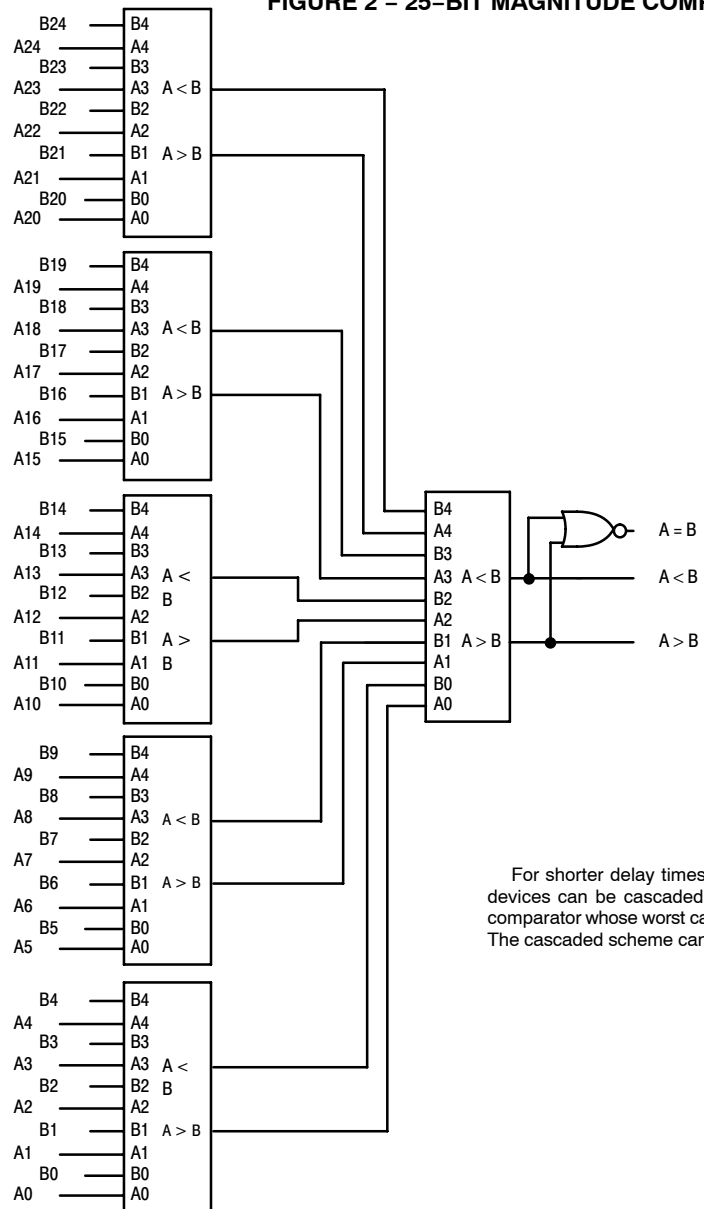 FIGURE 2 – 25–BIT MAGNITUDE
B24 B4
A24 A4
B23 B3
A23 A3 A < B
B22 B2
A22 A2
B21 B1 A > B
A21 A1
B20 B0
A20 A0
B19 B4
A19 A4
B18 B3
A18 A3 A < B
B17 B2
A17 A2
B16 B1 A > B
A16 A1
B15 B0
A15 A0
B14 B4
A14 A4
B13 B3
A13 A3 A <
B12 B2 B
A12 A2
B11 B1 A >
A11 A1 B
B10 B0
A10 A0
B9 B4
A9 A4
B8 B3
A8 A3 A < B
B7 B2
A7 A2
B6 B1 A > B
A6 A1
B5 B0
A5 A0
B4 B4
A4 A4
B3 B3
A3 A3 A <
B2 B2 B
A2 A2
B1 B1 A > B
A1 A1
B0 B0
A0 A0
B4
A4
B3
A3 A < B
B2
A2
B1 A > B
A1
B0
A0
A = B
A < B
A > B
For shorter delay times
devices can be cascaded
comparator whose worst
The cascaded scheme